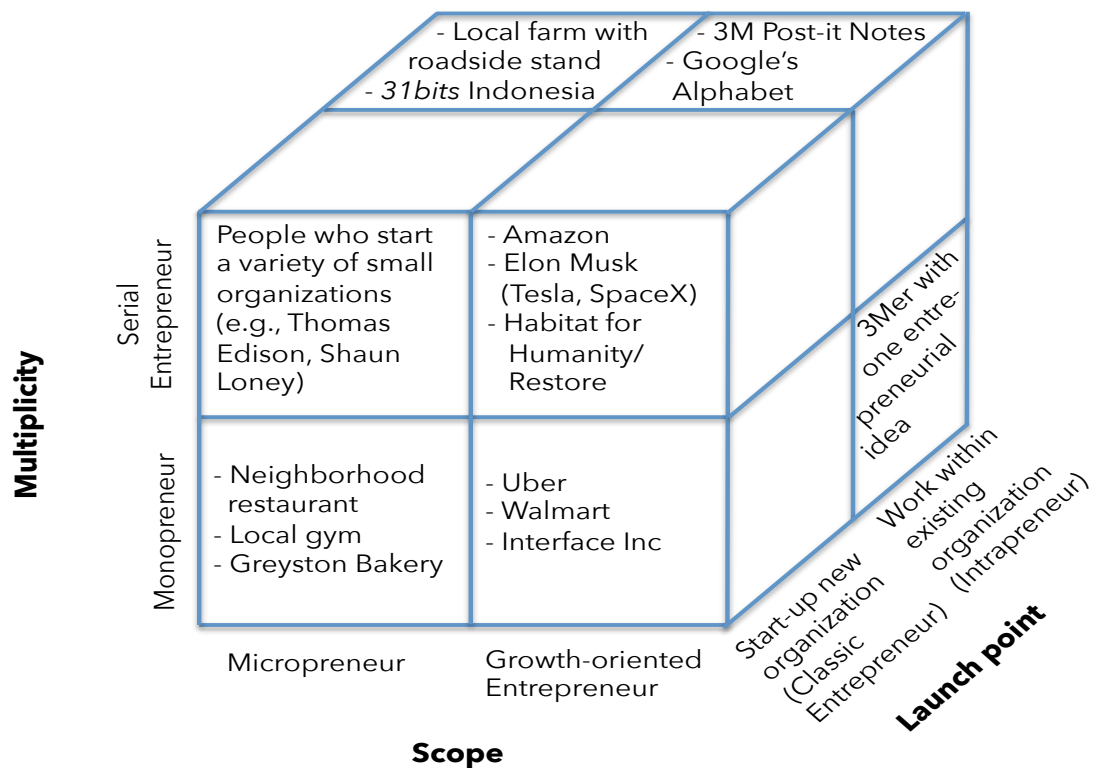 - Local farm with
roadside stand
- 31bits Indonesia
- 3M Post-it Notes
- Google’s
Alphabet
Multiplicity
Serial
Entrepreneur
People who start
a variety of small
organizations
(e.g., Thomas
Edison, Shaun
Loney)
- Amazon
- Elon Musk
(Tesla, SpaceX)
- Habitat for
Humanity/
Restore
3Mer with
one entre-
preneurial
idea
Monopreneur
- Neighborhood
restaurant
- Local gym
- Greyston Bakery
- Uber
- Walmart
- Interface Inc
Micropreneur
Growth-oriented
Entrepreneur
Scope
Start-up new
organization
(Classic
Entrepreneur)
Work within
existing
organization
(Intrapreneur)
Launch point